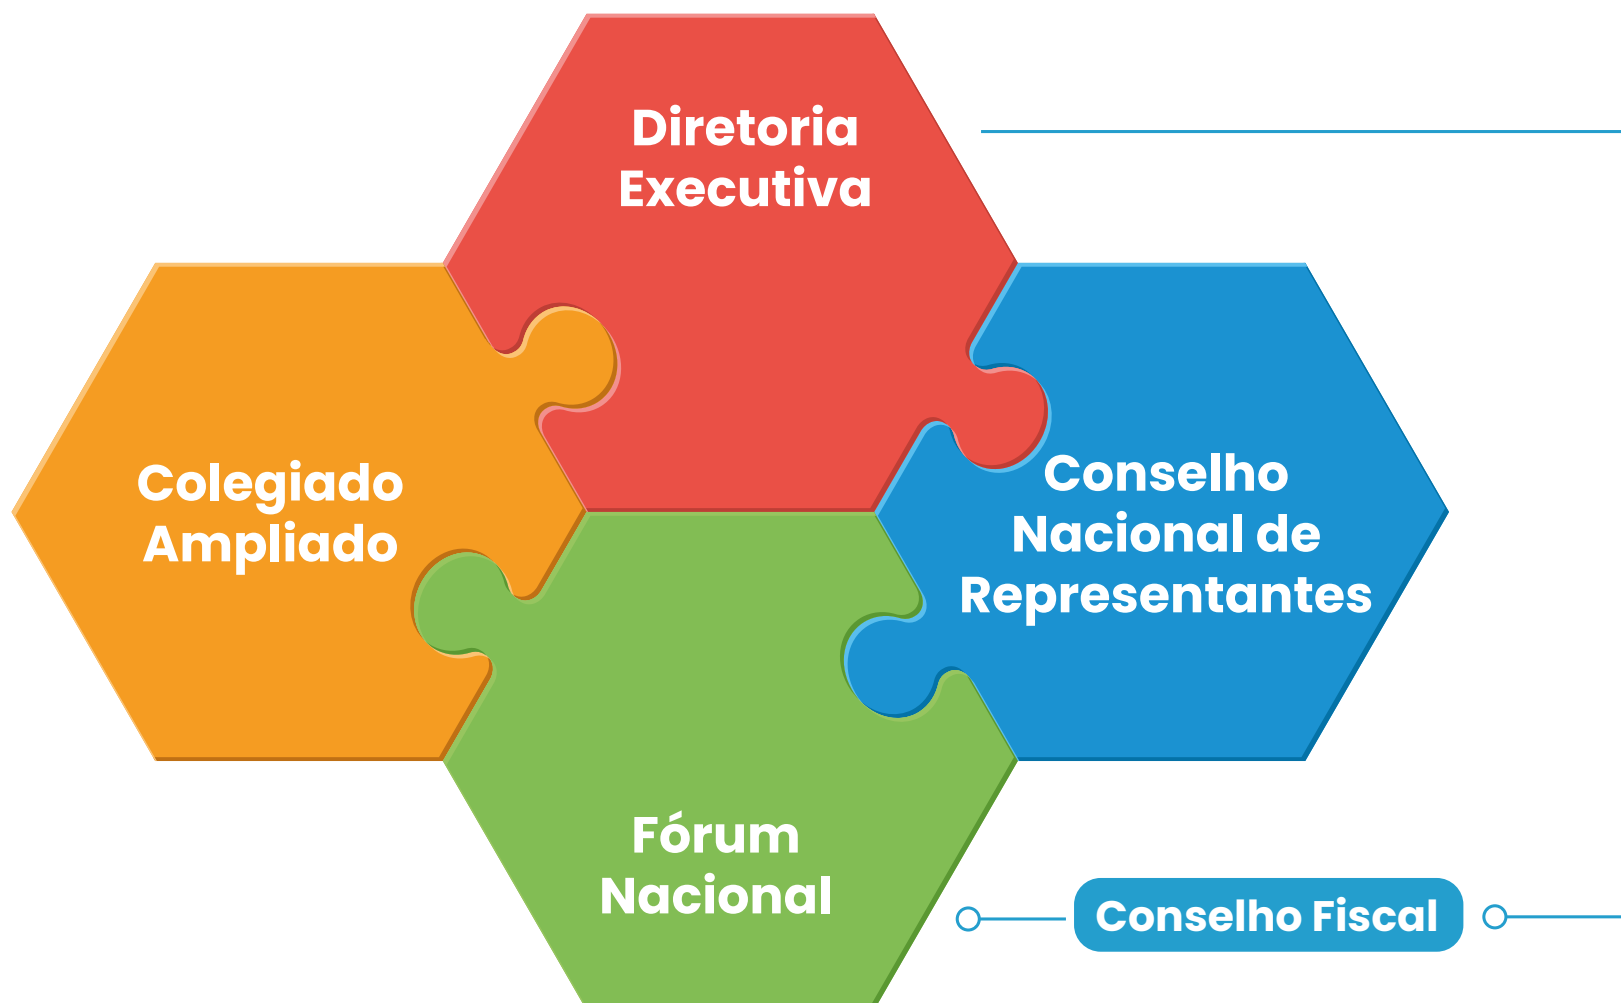 Diretoria
Executiva
Colegiado
Ampliado
Conselho
Nacional de
Representantes
Fórum
Nacional
Conselho Fiscal